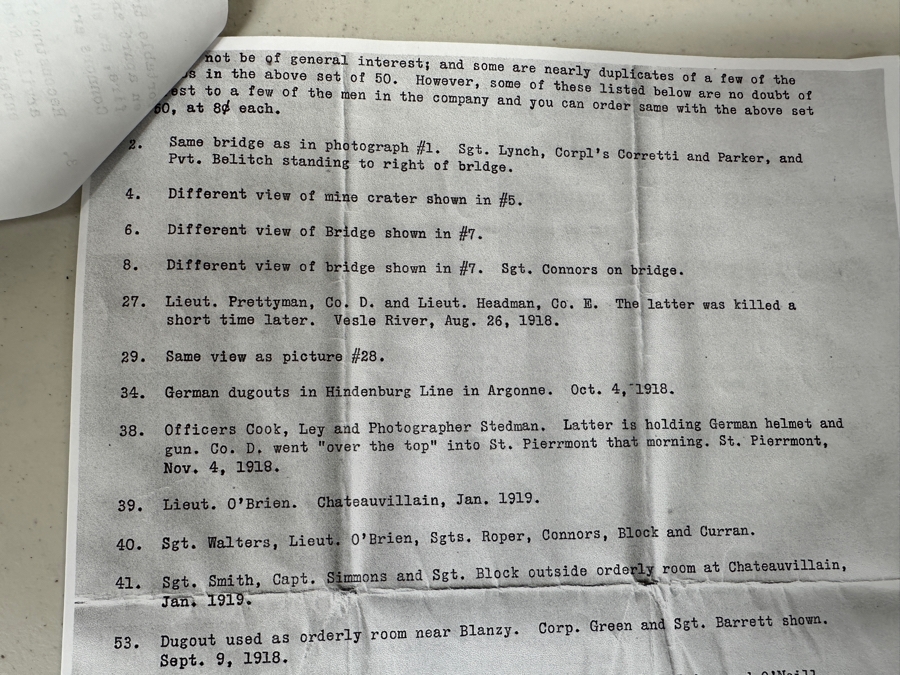 not be of general interest; and some are nearly duplicates of a few of the
in the above set of 50. However, some of these listed below are no doubt of
to a few of the men in the company and you can order same with the above set
at 8¢ each.
2. Same bridge as in photograph #1. Sgt. Lynch, Corpl's Corretti and Parker, and
Pvt. Belitch standing to right of bridge.
4. Different view of mine crater shown in #5.
6. Different view of Bridge shown in #7.
8. Different view of bridge shown in #7. Sgt. Connors on bridge.
27. Lieut. Prettyman, Co. D. and Lieut. Headman, Co. E. The latter was killed a
short time later. Vesle River, Aug. 26, 1918.
29. Same view as picture #28.
34. German dugouts in Hindenburg Line in Argonne. Oct. 4, 1918.
38. Officers Cook, Ley and Photographer Stedman. Latter is holding German helmet and
gun. Co. D. went "over the top" into St. Pierrmont that morning. St. Pierrmont,
Nov. 4, 1918.
39. Lieut. O'Brien. Chateauvillain, Jan. 1919.
40. Sgt. Walters, Lieut. O'Brien, Sgts. Roper, Connors, Block and Curran.
41. Sgt. Smith, Capt. Simmons and Sgt. Block outside orderly room at Chateauvillain,
Jan. 1919.
53. Dugout used as orderly room near Blanzy. Corp. Green and Sgt. Barrett shown.
Sept. 9, 1918.